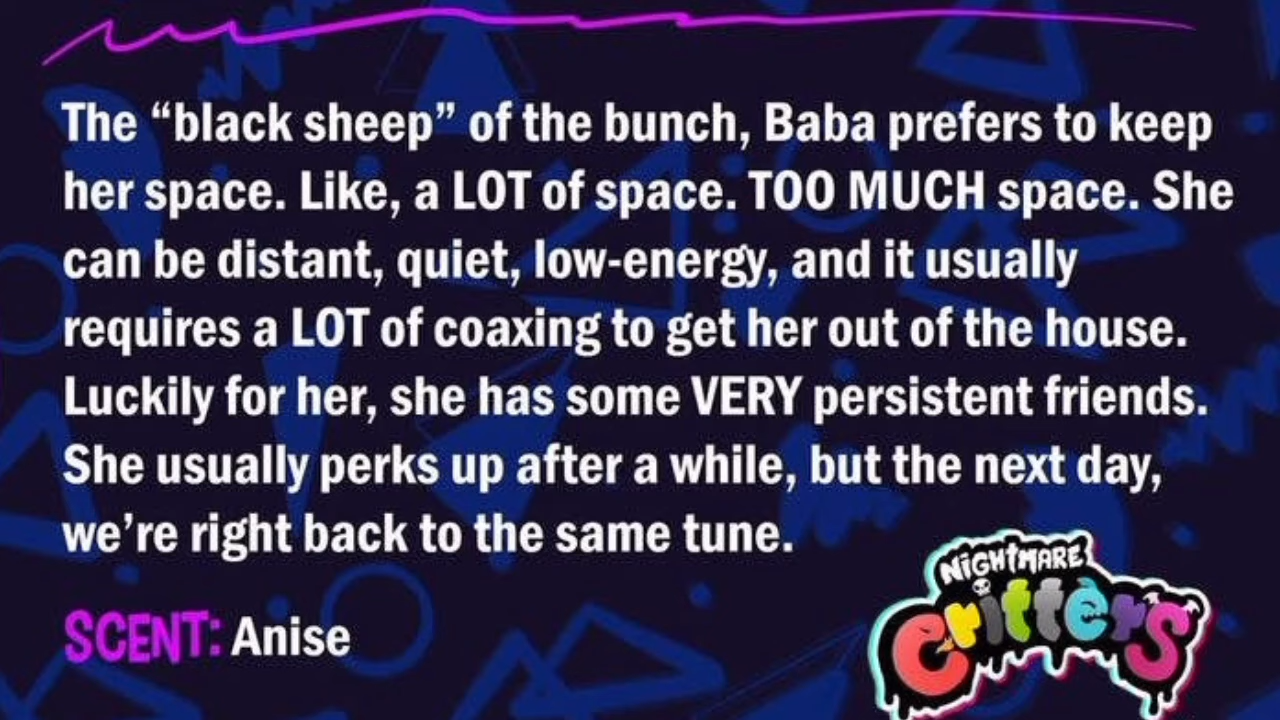 The “black sheep” of the bunch, Baba prefers to keep
her space. Like, a LOT of space. TOO MUCH space. She
can be distant, quiet, low-energy, and it usually
requires a LOT of coaxing to get her out of the house.
Luckily for her, she has some VERY persistent friends.
She usually perks up after a while, but the next day,
we’re right back to the same tune.
SCENT: Anise
NIGHTMARE
Critters